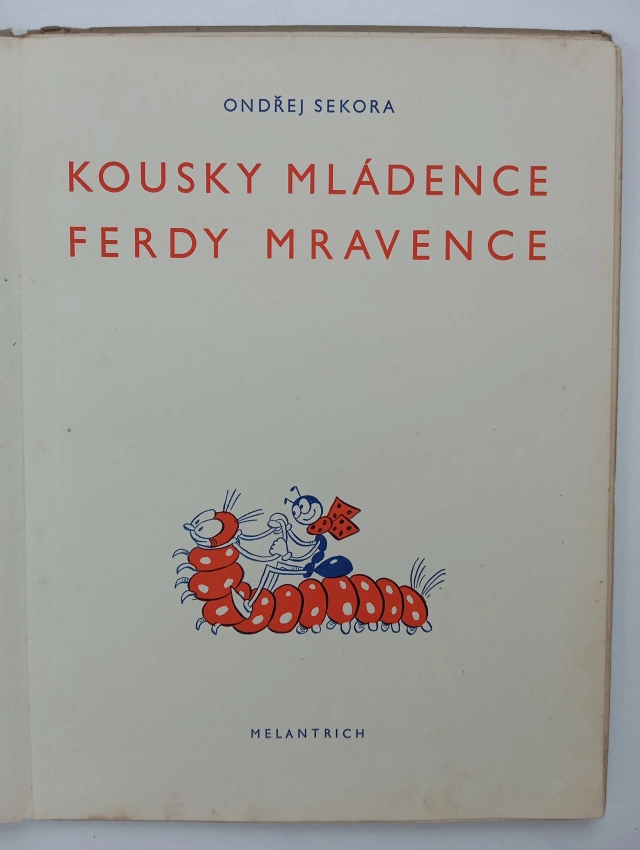 ONDŘEJ SEKORA
KOUSKY MLÁDENCE
FERDY MRAVENCE
MELANTRICH